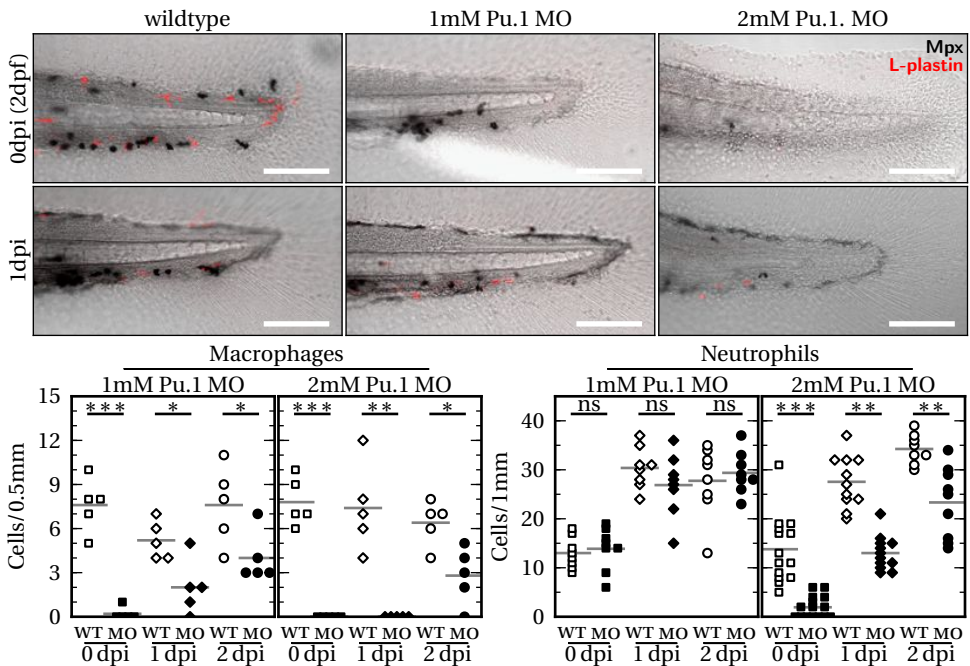 wildtype 1mM Pu.1 MO 2mM Pu.1. MO
0dpi (2dpf)
Mpx
L-plastin
1dpi
Macrophages Neutrophils
1mM Pu.1 MO 2mM Pu.1 MO 1mM Pu.1 MO 2mM Pu.1 MO
*** * * *** ** * ns ns ns *** ** **
Cells/0.5mm
15
12
9
6
3
0
Cells/1mm
40
30
20
10
0
WT MO WT MO WT MO WT MO WT MO WT MO WT MO WT MO WT MO WT MO WT MO WT MO
0 dpi 1 dpi 2 dpi 0 dpi 1 dpi 2 dpi 0 dpi 1 dpi 2 dpi 0 dpi 1 dpi 2 dpi